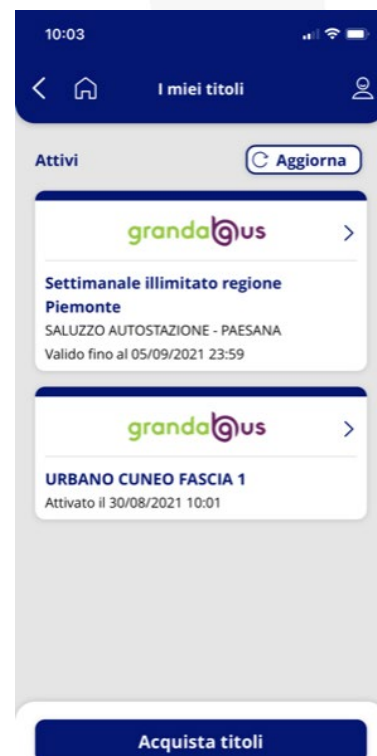 10:03
I miei titoli
Attivi
Aggiorna
grandabus
Settimanale illimitato regione
Piemonte
SALUZZO AUTOSTAZIONE - PAESANA
Valido fino al 05/09/2021 23:59
grandabus
URBANO CUNEO FASCIA 1
Attivato il 30/08/2021 10:01
Acquista titoli